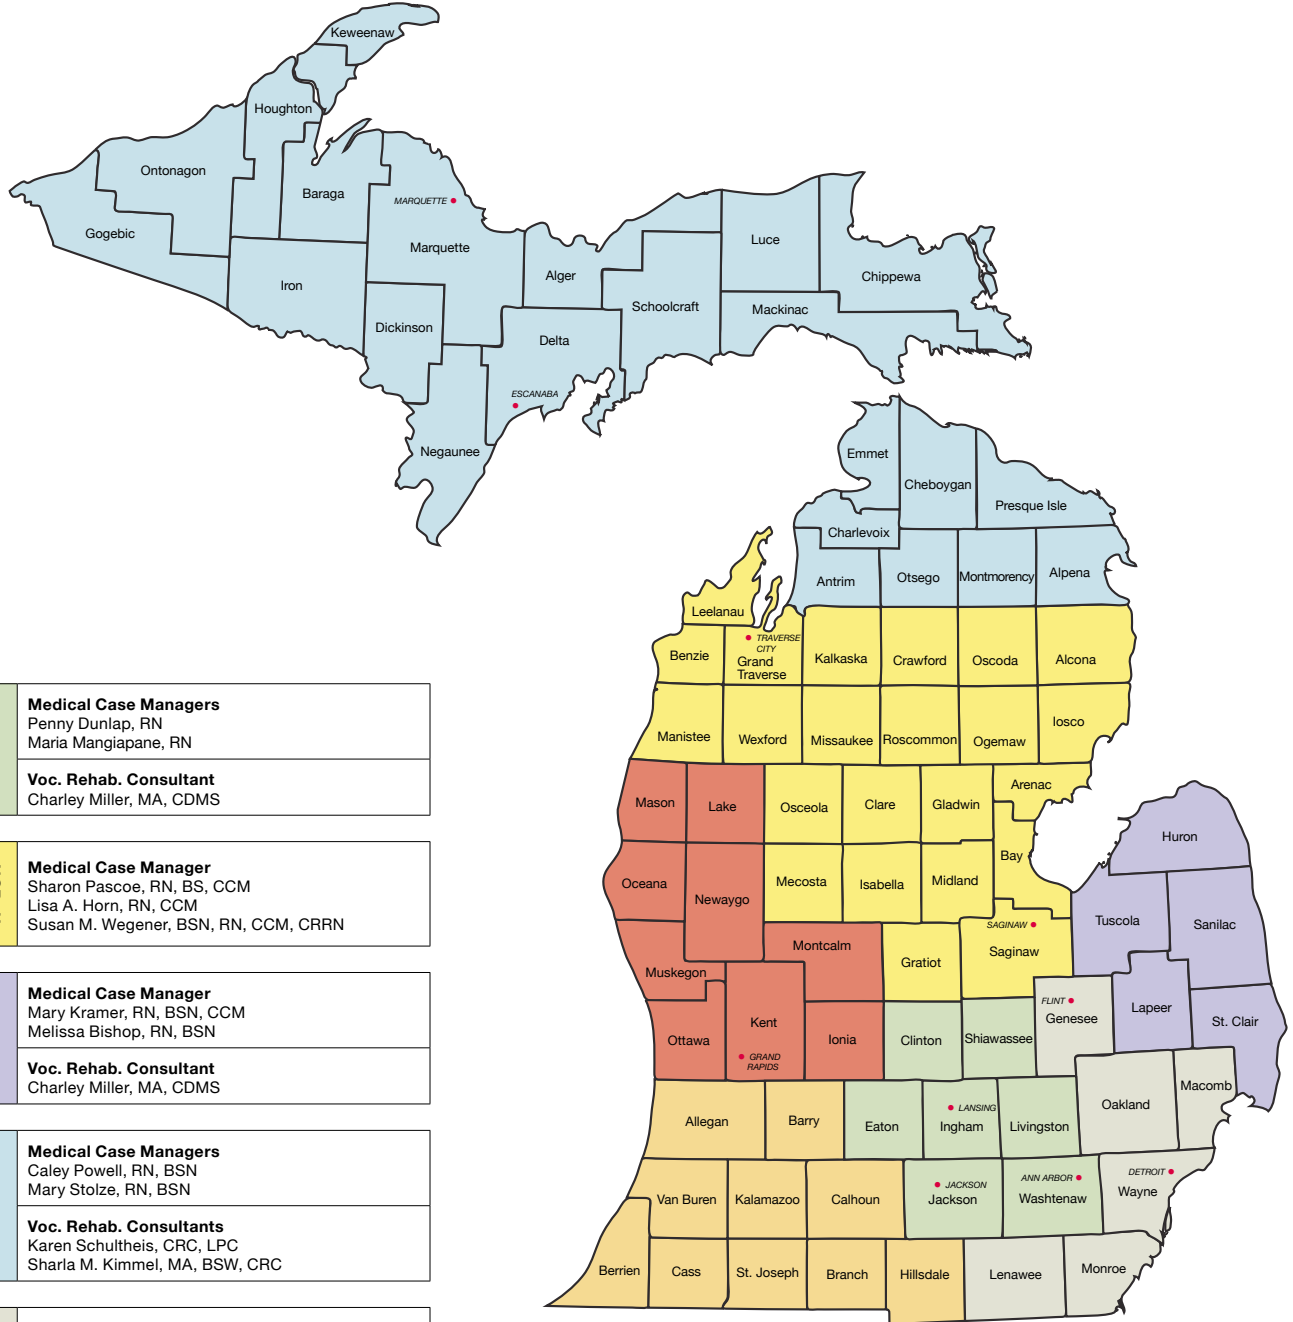 Keweenaw
Houghton
Ontonagon
Baraga
MARQUETTE
Gogebic
Marquette
Luce
Alger
Chippewa
Iron
Schoolcraft
Mackinac
Dickinson
Delta
ESCANABA
Negaunee
Emmet
Cheboygan
Presque Isle
Charlevoix
Antrim
Otsego
Montmorency
Alpena
Leelanau
TRAVERSE
CITY
Benzie
Grand
Traverse
Kalkaska
Crawford
Oscoda
Alcona
Manistee
Wexford
Missaukee
Roscommon
Ogemaw
Iosco
Mason
Lake
Osceola
Clare
Gladwin
Arenac
Huron
Oceana
Newaygo
Mecosta
Isabella
Midland
Bay
Tuscola
Sanilac
SAGINAW
Saginaw
Muskegon
Montcalm
Gratiot
FLINT
Genesee
Lapeer
St. Clair
Ottawa
Kent
GRAND
RAPIDS
Ionia
Clinton
Shiawassee
Oakland
Macomb
Allegan
Barry
Eaton
LANSING
Ingham
Livingston
Van Buren
Kalamazoo
Calhoun
JACKSON
Jackson
ANN ARBOR
Washtenaw
DETROIT
Wayne
Berrien
Cass
St. Joseph
Branch
Hillsdale
Lenawee
Monroe
Medical Case Managers
Penny Dunlap, RN
Maria Mangiapane, RN
Voc. Rehab. Consultant
Charley Miller, MA, CDMS
Medical Case Manager
Sharon Pascoe, RN, BS, CCM
Lisa A. Horn, RN, CCM
Susan M. Wegener, BSN, RN, CCM, CRRN
Medical Case Manager
Mary Kramer, RN, BSN, CCM
Melissa Bishop, RN, BSN
Voc. Rehab. Consultant
Charley Miller, MA, CDMS
Medical Case Managers
Caley Powell, RN, BSN
Mary Stolze, RN, BSN
Voc. Rehab. Consultants
Karen Schultheis, CRC, LPC
Sharla M. Kimmel, MA, BSW, CRC